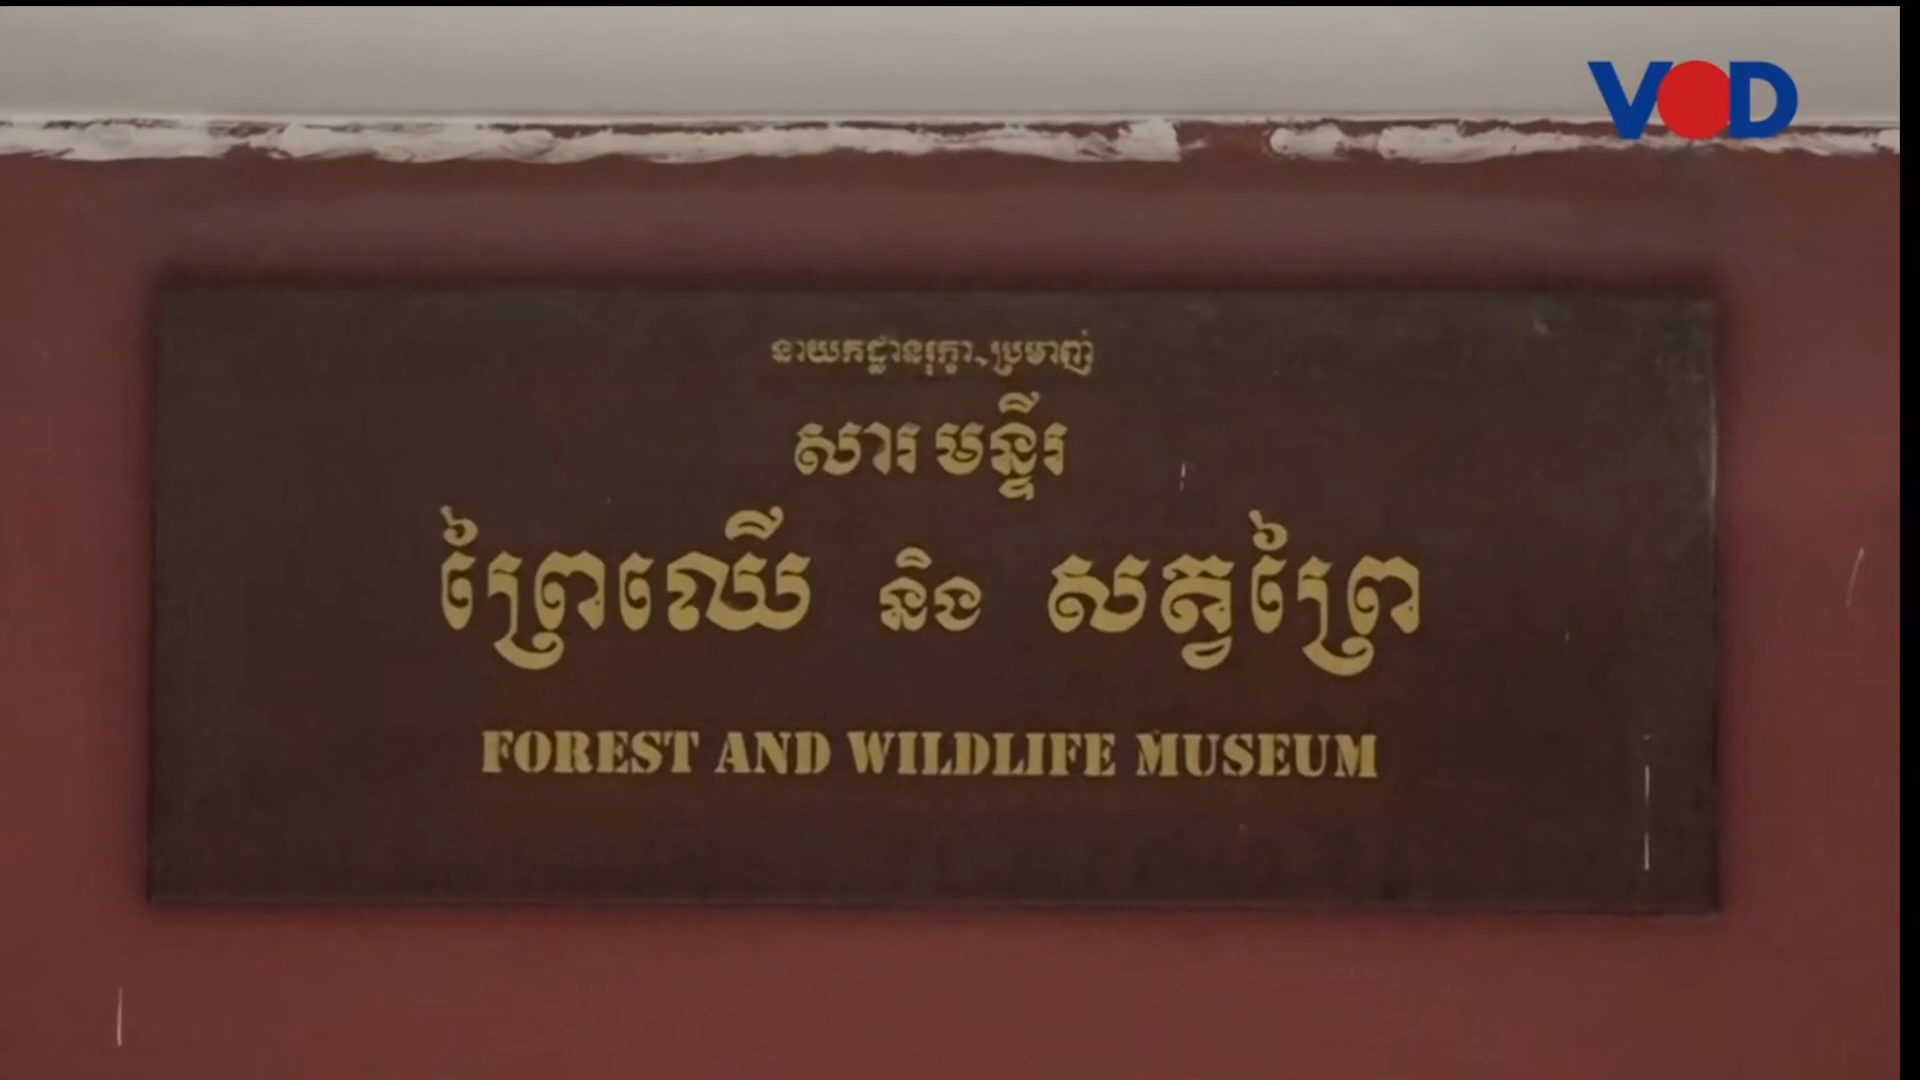 VOD
នាយកដ្ឋានរុក្ខា-ប្រមាញ់
សារមន្ទីរ
ព្រៃឈើ និង សត្វព្រៃ
FOREST AND WILDLIFE MUSEUM